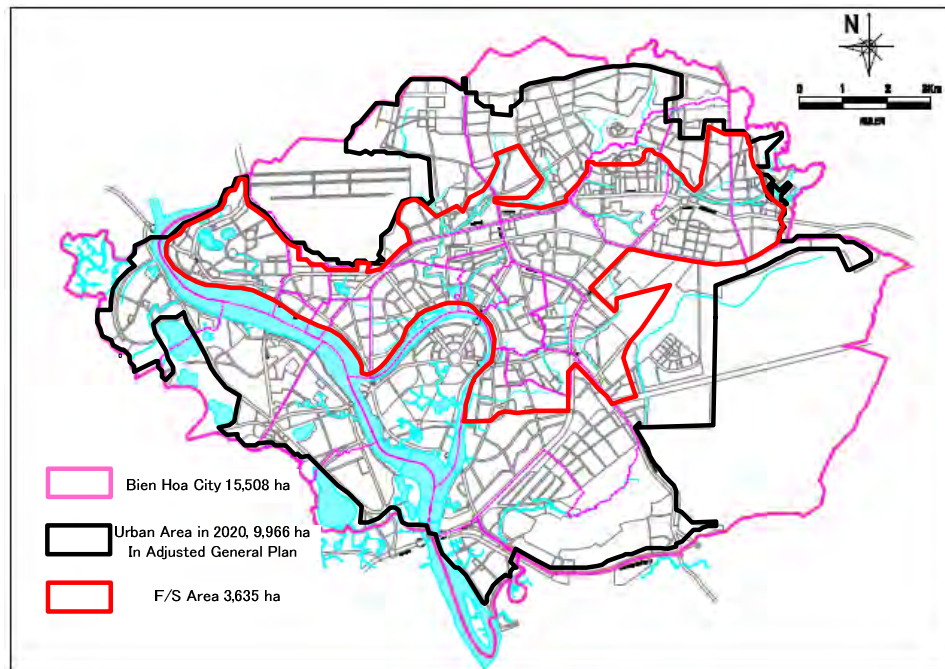 N
0 1 2 3Km
Bien Hoa City 15,508 ha
Urban Area in 2020, 9,966 ha
In Adjusted General Plan
F/S Area 3,635 ha